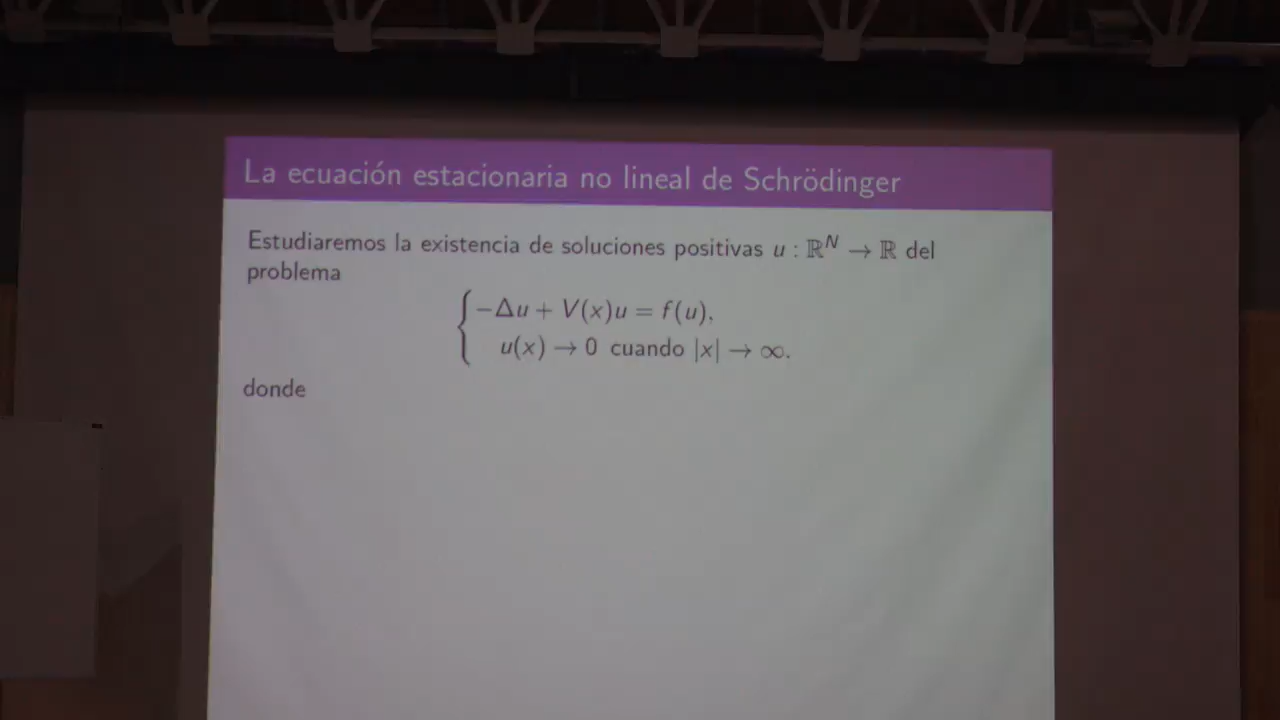 La ecuación estacionaria no lineal de Schrödinger
Estudiaremos la existencia de soluciones positivas u : ℝᴺ → ℝ del
problema
−Δu + V(x)u = f(u),
u(x) → 0 cuando |x| → ∞.
donde